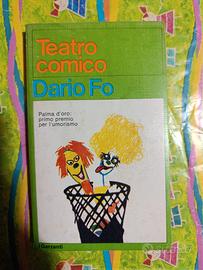 Teatro
comico
Dario Fo
Palma d'oro:
primo premio
per l'umorismo
i Garzanti